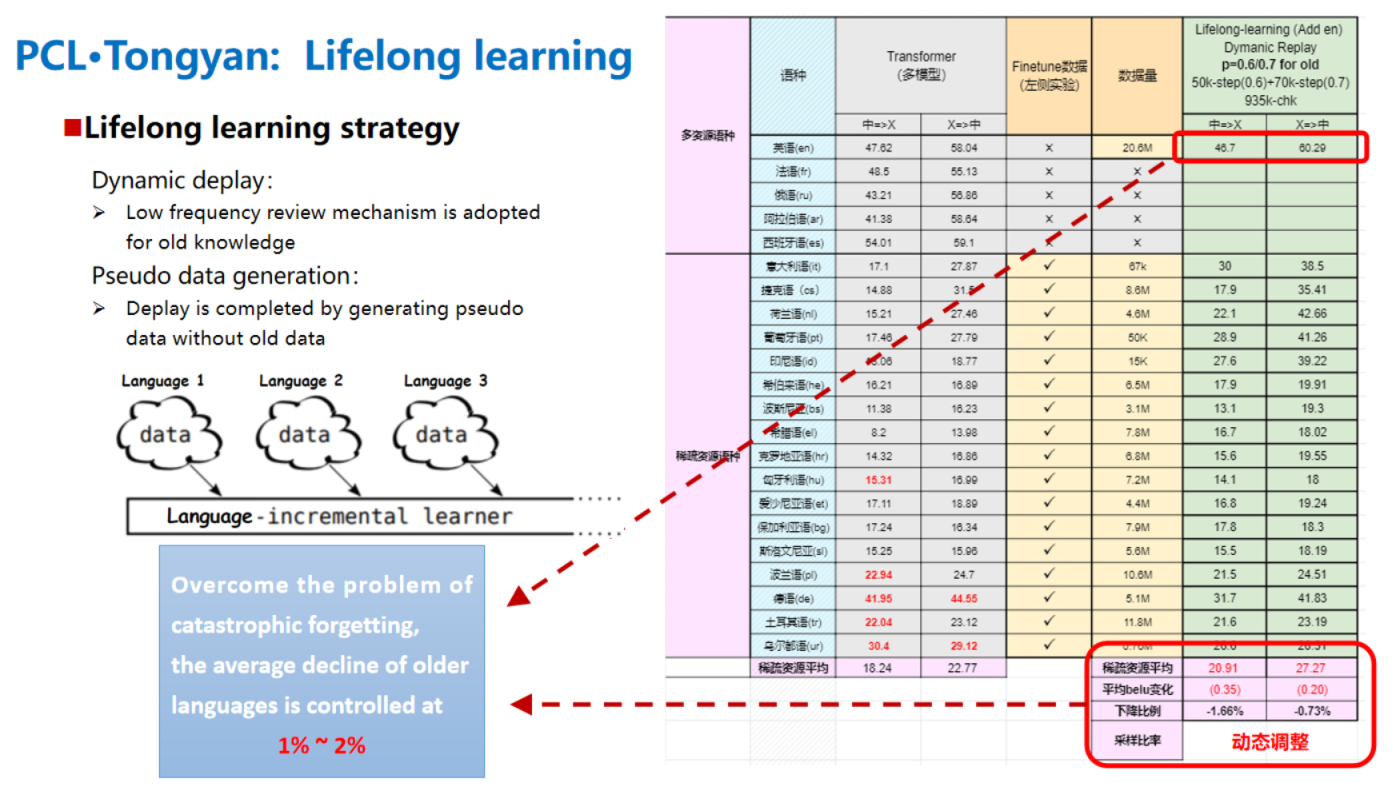 PCL•Tongyan: Lifelong learning
■Lifelong learning strategy
Dynamic deplay:
➢ Low frequency review mechanism is adopted
for old knowledge
Pseudo data generation:
➢ Deplay is completed by generating pseudo
data without old data
Language 1 Language 2 Language 3
data data data
Language-incremental learner
Overcome the problem of
catastrophic forgetting,
the average decline of older
languages is controlled at
1% ~ 2%
语种
Transformer
(多模型)
Finetune数据
(左侧实验)
数据量
Lifelong-learning (Add en)
Dymanic Replay
p=0.6/0.7 for old
50k-step(0.6)+70k-step(0.7)
935k-chk
中=>X X=>中 中=>X X=>中
多资源语种
英语(en) 47.62 58.04 × 20.6M 46.7 60.29
法语(fr) 48.5 55.13 × ×
俄语(ru) 43.21 56.86 × ×
阿拉伯语(ar) 41.38 58.64 × ×
西班牙语(es) 54.01 59.1 × ×
稀疏资源语种
意大利语(it) 17.1 27.87 ✓ 67k 30 38.5
捷克语(cs) 14.88 ✓ 8.6M 17.9 35.41
荷兰语(nl) 15.21 27.46 ✓ 4.6M 22.1 42.66
葡萄牙语(pt) 17.46 27.79 ✓ 50K 28.9 41.26
印尼语(id) 18.77 ✓ 15K 27.6 39.22
希伯来语(he) 16.21 16.89 ✓ 6.5M 17.9 19.91
波斯尼亚(bs) 11.38 16.23 ✓ 3.1M 13.1 19.3
希腊语(el) 8.2 13.98 ✓ 7.8M 16.7 18.02
克罗地亚语(hr) 14.32 16.86 ✓ 6.8M 15.6 19.55
匈牙利语(hu) 15.31 16.99 ✓ 7.2M 14.1 18
爱沙尼亚语(et) 17.11 18.89 ✓ 4.4M 16.8 19.24
保加利亚语(bg) 17.24 16.34 ✓ 7.9M 17.8 18.3
斯洛文尼亚(sl) 15.25 15.96 ✓ 5.6M 15.5 18.19
波兰语(pl) 22.94 24.7 ✓ 10.6M 21.5 24.51
德语(de) 41.95 44.55 ✓ 5.1M 31.7 41.83
土耳其语(tr) 22.04 23.12 ✓ 11.8M 21.6 23.19
乌尔都语(ur) 30.4 29.12 ✓
稀疏资源平均 18.24 22.77 稀疏资源平均 20.91 27.27
平均belu变化 (0.35) (0.20)
下降比例 -1.66% -0.73%
采样比率 动态调整